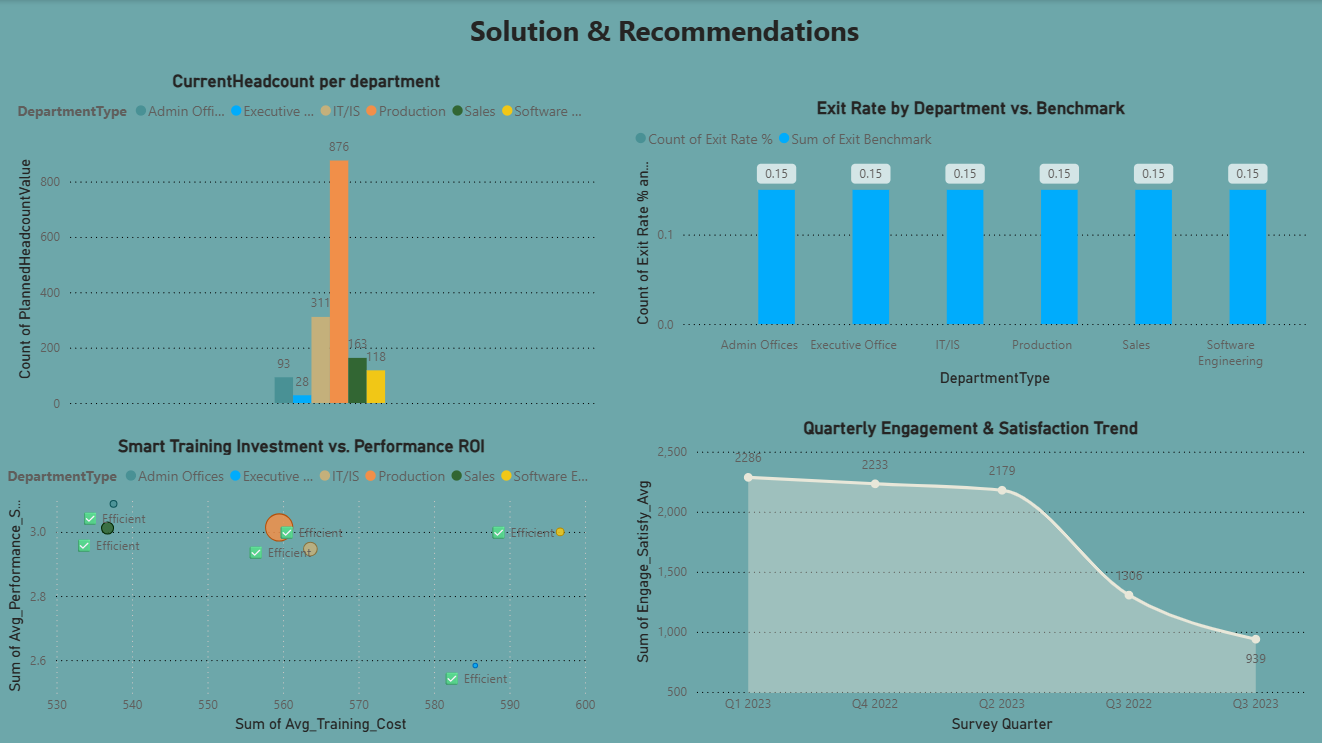 Solution & Recommendations
CurrentHeadcount per department
DepartmentType Admin Offi... Executive ... IT/IS Production Sales Software ...
Count of PlannedHeadcountValue
800
600
400
200
0
93
28
311
876
163
118
Exit Rate by Department vs. Benchmark
Count of Exit Rate % Sum of Exit Benchmark
Count of Exit Rate % an...
0.1
0.0
0.15 0.15 0.15 0.15 0.15 0.15
Admin Offices Executive Office IT/IS Production Sales Software
Engineering
DepartmentType
Smart Training Investment vs. Performance ROI
DepartmentType Admin Offices Executive ... IT/IS Production Sales Software E...
Sum of Avg_Performance_S...
3.0
2.8
2.6
Efficient
Efficient
Efficient
Efficient
Efficient
Efficient
530 540 550 560 570 580 590 600
Sum of Avg_Training_Cost
Quarterly Engagement & Satisfaction Trend
Sum of Engage_Satisfy_Avg
2,500
2,000
1,500
1,000
500
2286
2233
2179
1306
939
Q1 2023 Q4 2022 Q2 2023 Q3 2022 Q3 2023
Survey Quarter